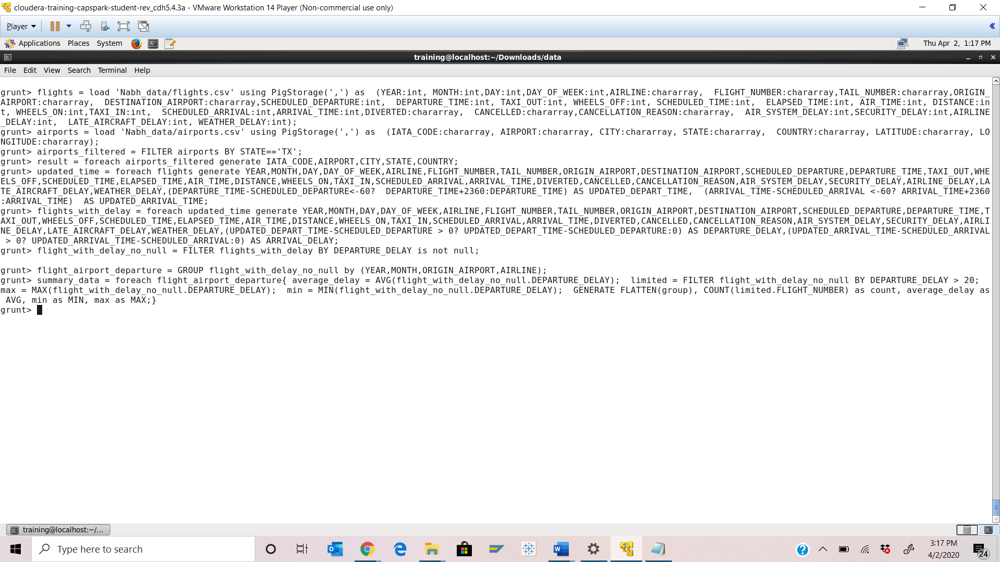 cloudera-training-capspark-student-rev_cdh5.4.3a - VMware Workstation 14 Player (Non-commercial use only)
Player
Applications Places System Thu Apr 2, 1:17 PM
training@localhost:~/Downloads/data
File Edit View Search Terminal Help
grunt> flights = load 'Nabh_data/flights.csv' using PigStorage(',') as  (YEAR:int, MONTH:int,DAY:int,DAY_OF_WEEK:int,AIRLINE:chararray,  FLIGHT_NUMBER:chararray,TAIL_NUMBER:chararray,ORIGIN_
AIRPORT:chararray,  DESTINATION_AIRPORT:chararray,SCHEDULED_DEPARTURE:int,  DEPARTURE_TIME:int, TAXI_OUT:int, WHEELS_OFF:int, SCHEDULED_TIME:int,  ELAPSED_TIME:int, AIR_TIME:int, DISTANCE:in
t, WHEELS_ON:int,TAXI_IN:int,  SCHEDULED_ARRIVAL:int,ARRIVAL_TIME:int,DIVERTED:chararray,  CANCELLED:chararray,CANCELLATION_REASON:chararray,  AIR_SYSTEM_DELAY:int,SECURITY_DELAY:int,AIRLINE
_DELAY:int,  LATE_AIRCRAFT_DELAY:int, WEATHER_DELAY:int);
grunt> airports = load 'Nabh_data/airports.csv' using PigStorage(',') as  (IATA_CODE:chararray, AIRPORT:chararray, CITY:chararray, STATE:chararray,  COUNTRY:chararray, LATITUDE:chararray, LO
NGITUDE:chararray);
grunt> airports_filtered = FILTER airports BY STATE=='TX';
grunt> result = foreach airports_filtered generate IATA_CODE,AIRPORT,CITY,STATE,COUNTRY;
grunt> updated_time = foreach flights generate YEAR,MONTH,DAY,DAY_OF_WEEK,AIRLINE,FLIGHT_NUMBER,TAIL_NUMBER,ORIGIN_AIRPORT,DESTINATION_AIRPORT,SCHEDULED_DEPARTURE,DEPARTURE_TIME,TAXI_OUT,WHE
ELS_OFF,SCHEDULED_TIME,ELAPSED_TIME,AIR_TIME,DISTANCE,WHEELS_ON,TAXI_IN,SCHEDULED_ARRIVAL,ARRIVAL_TIME,DIVERTED,CANCELLED,CANCELLATION_REASON,AIR_SYSTEM_DELAY,SECURITY_DELAY,AIRLINE_DELAY,LA
TE_AIRCRAFT_DELAY,WEATHER_DELAY,(DEPARTURE_TIME-SCHEDULED_DEPARTURE<-60?  DEPARTURE_TIME+2360:DEPARTURE_TIME) AS UPDATED_DEPART_TIME,  (ARRIVAL_TIME-SCHEDULED_ARRIVAL <-60? ARRIVAL_TIME+2360
:ARRIVAL_TIME)  AS UPDATED_ARRIVAL_TIME;
grunt> flights_with_delay = foreach updated_time generate YEAR,MONTH,DAY,DAY_OF_WEEK,AIRLINE,FLIGHT_NUMBER,TAIL_NUMBER,ORIGIN_AIRPORT,DESTINATION_AIRPORT,SCHEDULED_DEPARTURE,DEPARTURE_TIME,T
AXI_OUT,WHEELS_OFF,SCHEDULED_TIME,ELAPSED_TIME,AIR_TIME,DISTANCE,WHEELS_ON,TAXI_IN,SCHEDULED_ARRIVAL,ARRIVAL_TIME,DIVERTED,CANCELLED,CANCELLATION_REASON,AIR_SYSTEM_DELAY,SECURITY_DELAY,AIRLI
NE_DELAY,LATE_AIRCRAFT_DELAY,WEATHER_DELAY,(UPDATED_DEPART_TIME-SCHEDULED_DEPARTURE > 0? UPDATED_DEPART_TIME-SCHEDULED_DEPARTURE:0) AS DEPARTURE_DELAY,(UPDATED_ARRIVAL_TIME-SCHEDULED_ARRIVAL
 > 0? UPDATED_ARRIVAL_TIME-SCHEDULED_ARRIVAL:0) AS ARRIVAL_DELAY;
grunt> flight_with_delay_no_null = FILTER flights_with_delay BY DEPARTURE_DELAY is not null;
grunt> flight_airport_departure = GROUP flight_with_delay_no_null by (YEAR,MONTH,ORIGIN_AIRPORT,AIRLINE);
grunt> summary_data = foreach flight_airport_departure{ average_delay = AVG(flight_with_delay_no_null.DEPARTURE_DELAY);  limited = FILTER flight_with_delay_no_null BY DEPARTURE_DELAY > 20;
max = MAX(flight_with_delay_no_null.DEPARTURE_DELAY);  min = MIN(flight_with_delay_no_null.DEPARTURE_DELAY);  GENERATE FLATTEN(group), COUNT(limited.FLIGHT_NUMBER) as count, average_delay as
 AVG, min as MIN, max as MAX;}
grunt>
training@localhost:~/...
Type here to search
3:17 PM
4/2/2020
24